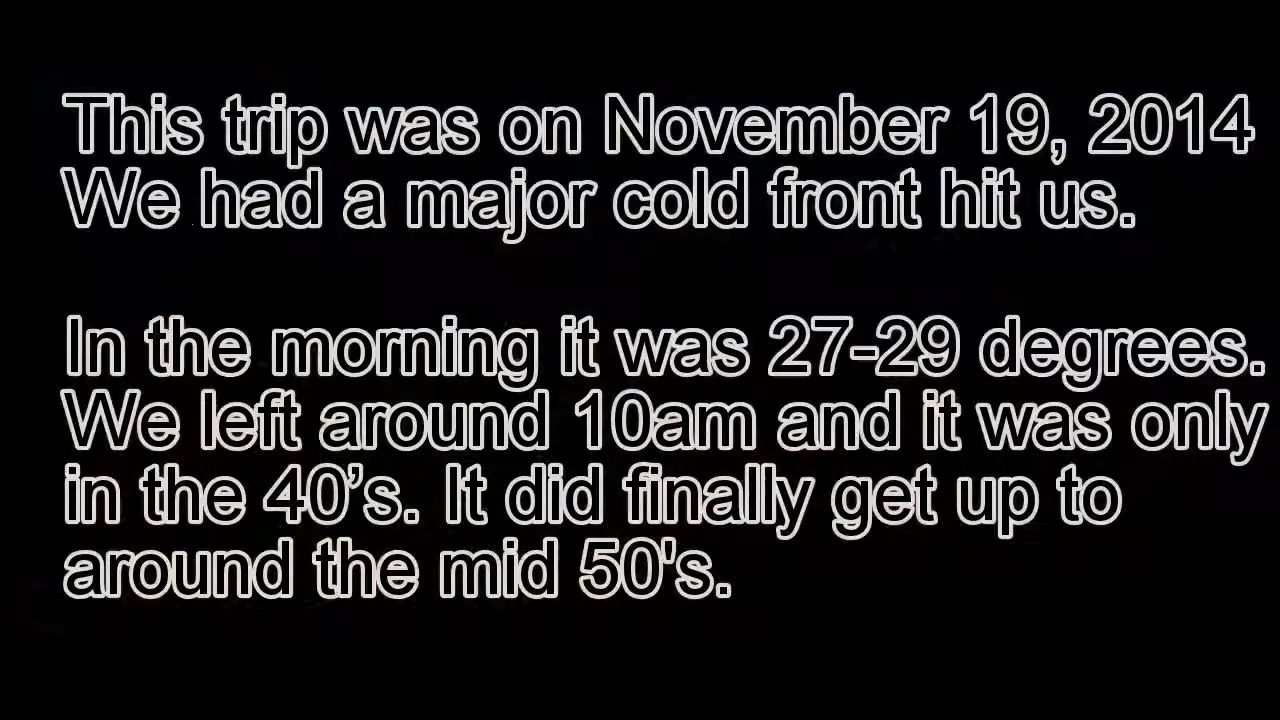 This trip was on November 19, 2014
We had a major cold front hit us.
In the morning it was 27-29 degrees.
We left around 10am and it was only
in the 40’s. It did finally get up to
around the mid 50's.